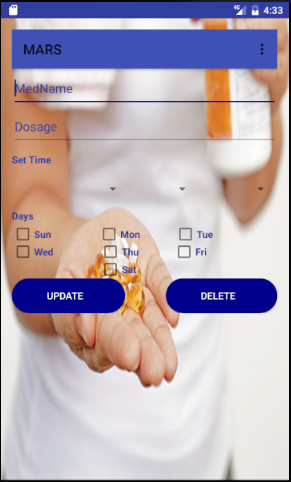 4G 4:33
MARS
MedName
Dosage
Set Time
Days
Sun Mon Tue
Wed Thu Fri
Sat
UPDATE DELETE